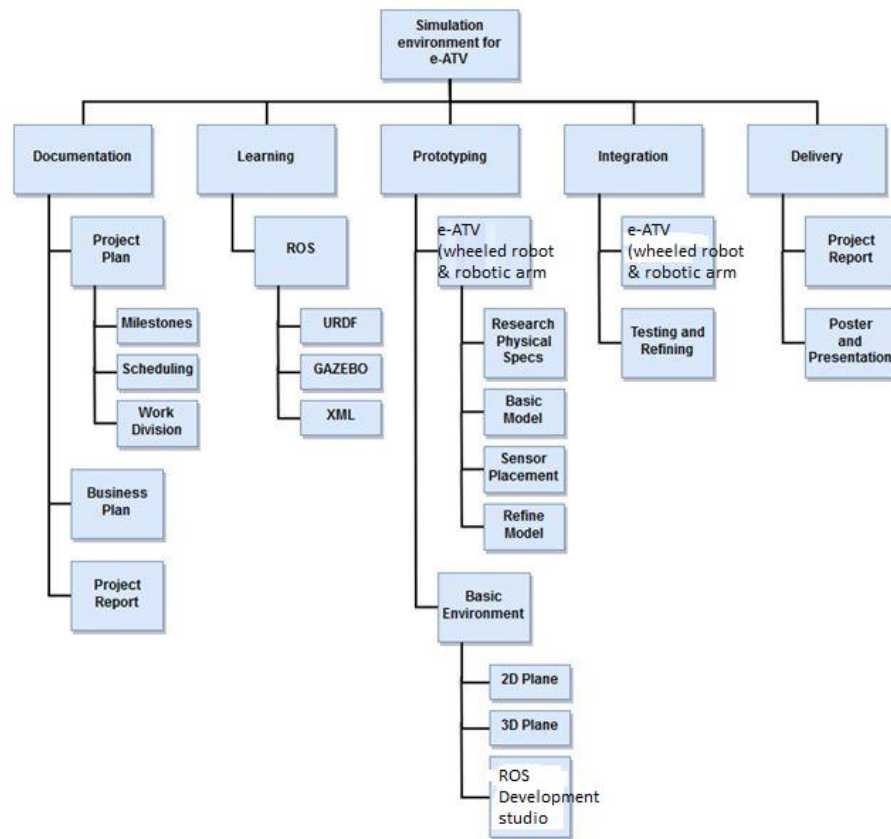 Simulation
environment for
e-ATV
Documentation
Learning
Prototyping
Integration
Delivery
Project
Plan
Milestones
Scheduling
Work
Division
Business
Plan
Project
Report
ROS
URDF
GAZEBO
XML
e-ATV
(wheeled robot
& robotic arm
Research
Physical
Specs
Basic
Model
Sensor
Placement
Refine
Model
Basic
Environment
2D Plane
3D Plane
ROS
Development
studio
e-ATV
(wheeled robot
& robotic arm
Testing and
Refining
Project
Report
Poster
and
Presentation